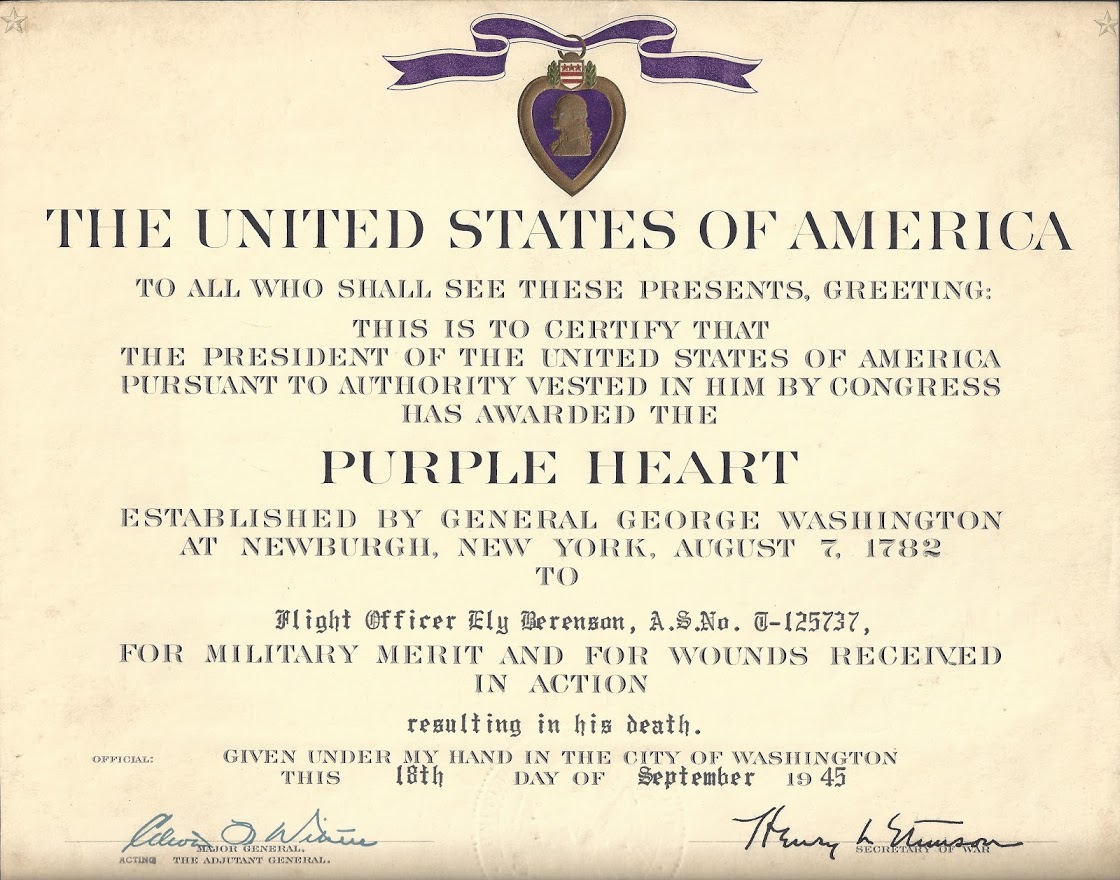 THE UNITED STATES OF AMERICA
TO ALL WHO SHALL SEE THESE PRESENTS, GREETING:
THIS IS TO CERTIFY THAT
THE PRESIDENT OF THE UNITED STATES OF AMERICA
PURSUANT TO AUTHORITY VESTED IN HIM BY CONGRESS
HAS AWARDED THE
PURPLE HEART
ESTABLISHED BY GENERAL GEORGE WASHINGTON
AT NEWBURGH, NEW YORK, AUGUST 7, 1782
TO
Flight Officer Ely Berenson, A.S.No. T-125737,
FOR MILITARY MERIT AND FOR WOUNDS RECEIVED
IN ACTION
resulting in his death.
OFFICIAL: GIVEN UNDER MY HAND IN THE CITY OF WASHINGTON
THIS 18th DAY OF September 1945
Henry L Stimson
MAJOR GENERAL,
SECRETARY OF WAR
ACTING THE ADJUTANT GENERAL.